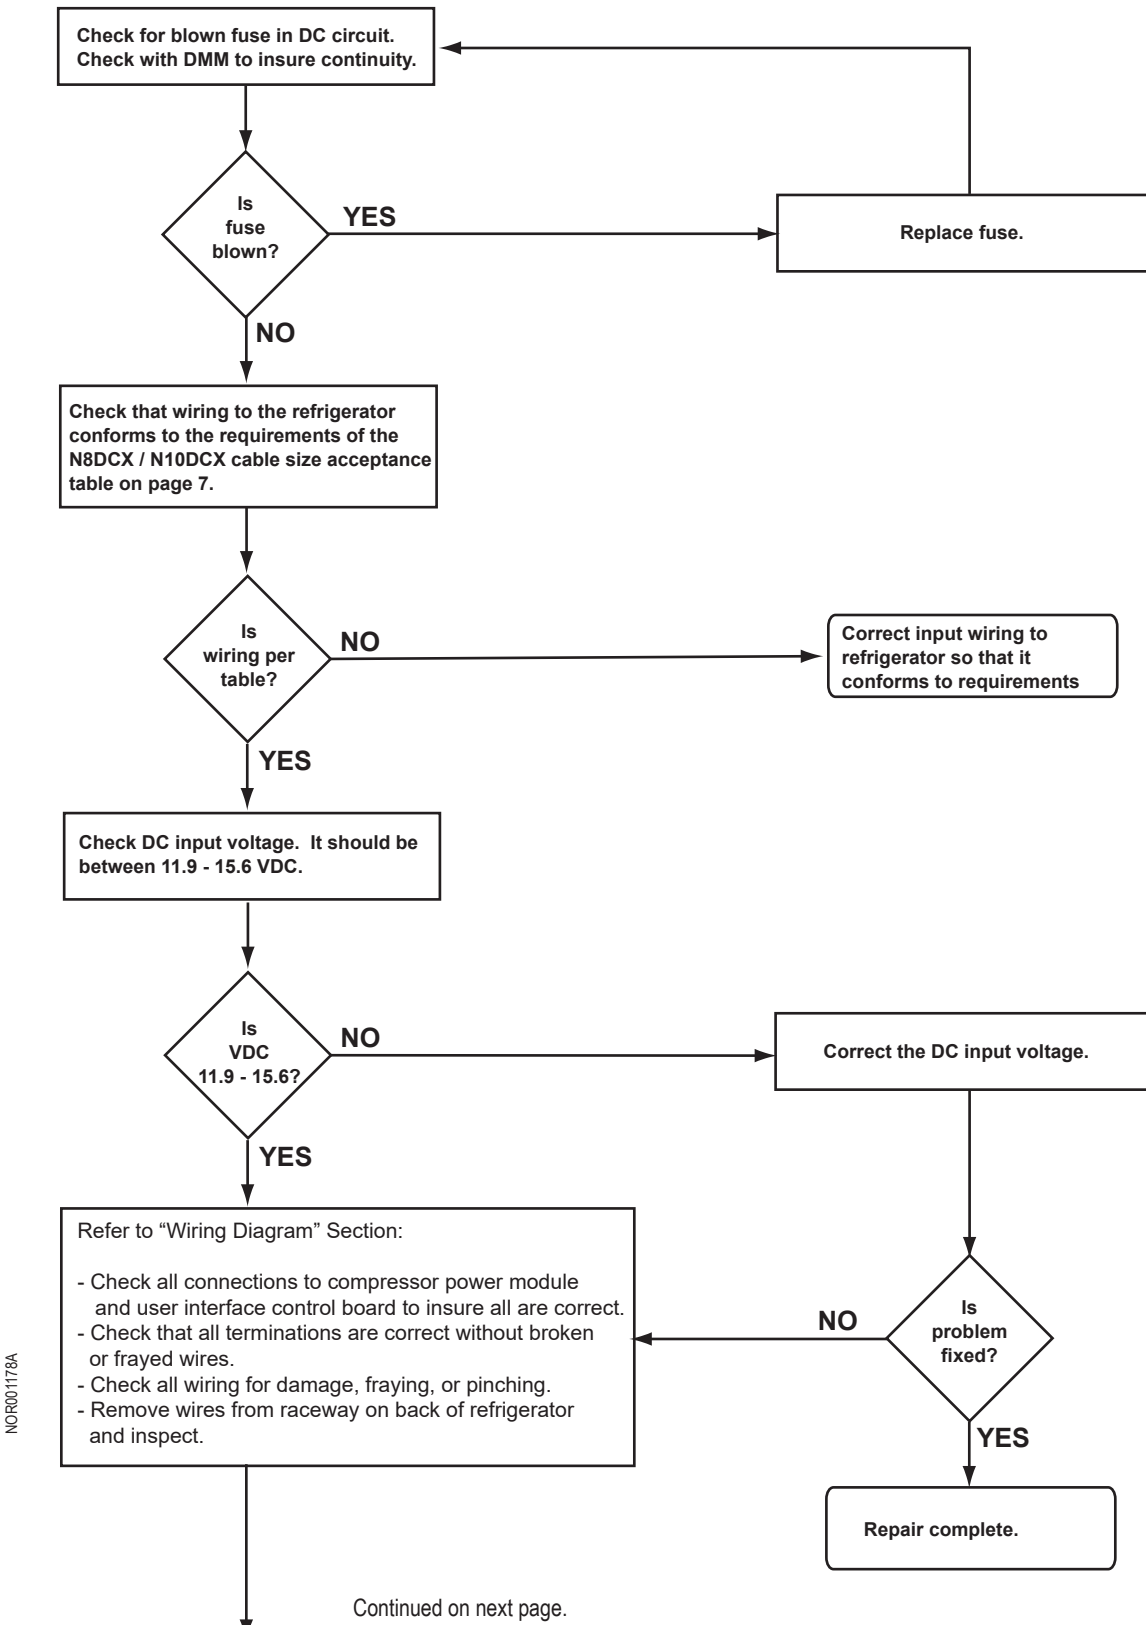 Check for blown fuse in DC circuit.
Check with DMM to insure continuity.
Is
fuse
blown?
YES
Replace fuse.
NO
Check that wiring to the refrigerator
conforms to the requirements of the
N8DCX / N10DCX cable size acceptance
table on page 7.
Is
wiring per
table?
NO
Correct input wiring to
refrigerator so that it
conforms to requirements
YES
Check DC input voltage. It should be
between 11.9 - 15.6 VDC.
Is
VDC
11.9 - 15.6?
NO
Correct the DC input voltage.
YES
Refer to “Wiring Diagram” Section:
- Check all connections to compressor power module
and user interface control board to insure all are correct.
- Check that all terminations are correct without broken
or frayed wires.
- Check all wiring for damage, fraying, or pinching.
- Remove wires from raceway on back of refrigerator
and inspect.
NO
Is
problem
fixed?
YES
Repair complete.
Continued on next page.
NOR001178A